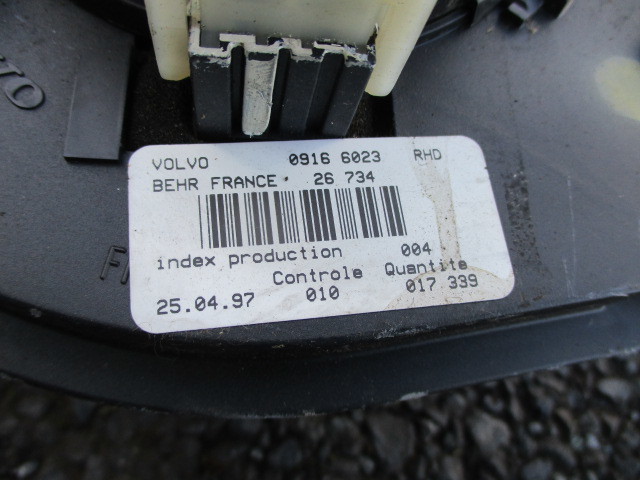 VOLVO 0916 6023 RHD
BEHR FRANCE 26 734
index production 004
Controle Quantite
25.04.97 010 017 339